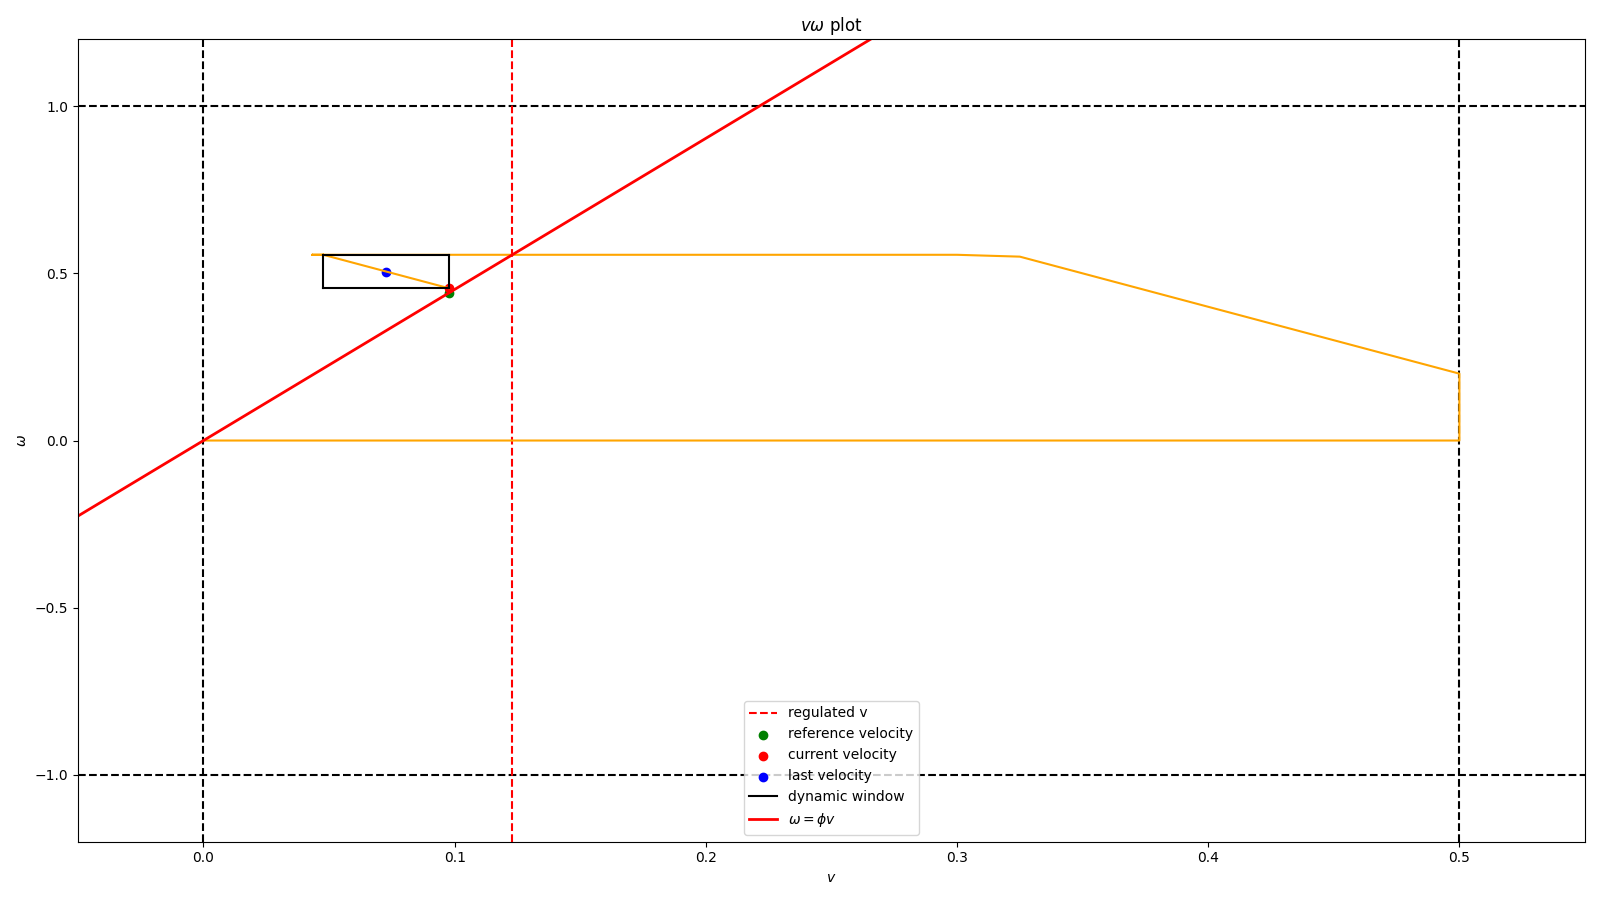 vω plot
1.0
0.5
0.0
−0.5
−1.0
ω
0.0 0.1 0.2 0.3 0.4 0.5
v
regulated v
reference velocity
current velocity
last velocity
dynamic window
ω = ϕv